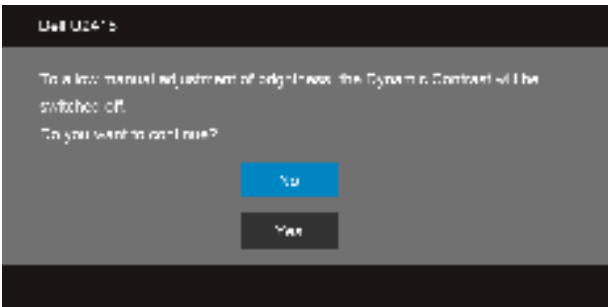 Dell U2415
To allow manual adjustment of brightness, the Dynamic Contrast will be
switched off.
Do you want to continue?
No
Yes